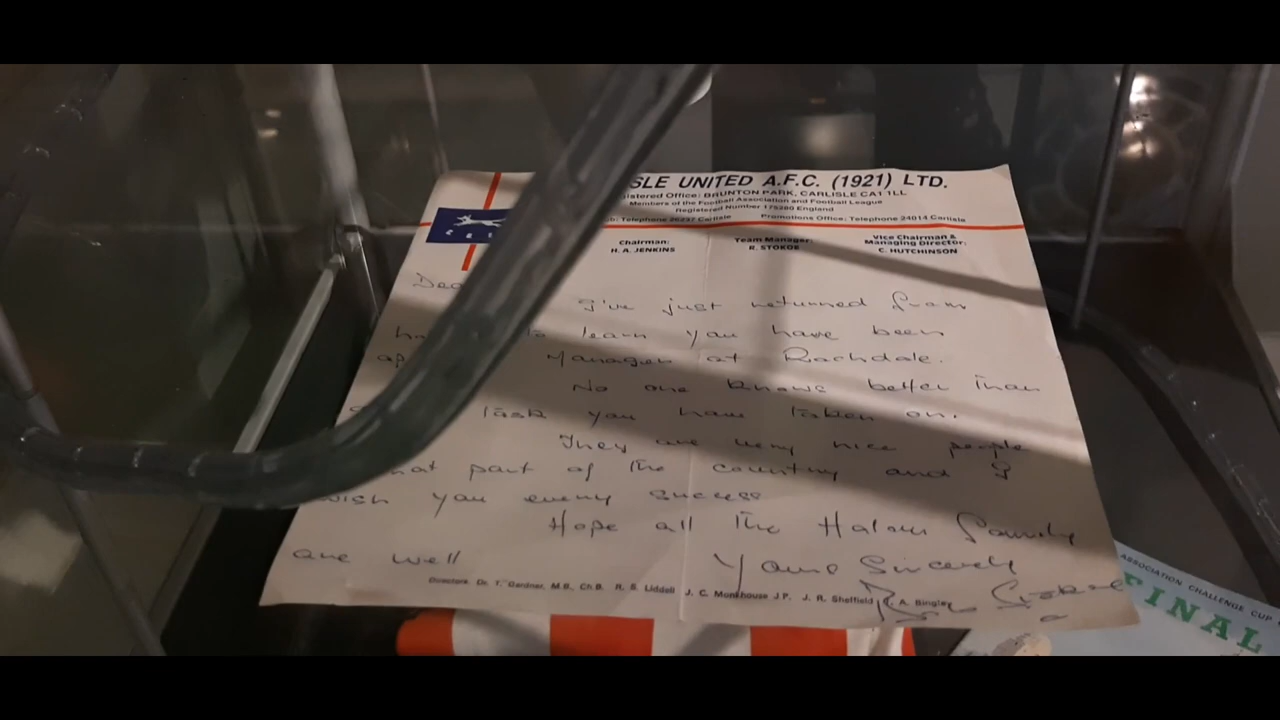 SLE UNITED A.F.C. (1921) LTD.
istered Office: BRUNTON PARK, CARLISLE CA1 1LL
Members of the Football Association and Football League
Registered Number 175280 England
Telephone 26237 Carlisle Promotions Office: Telephone 24014 Carlisle
Chairman: Team Manager: Vice Chairman &
Managing Director:
H. A. JENKINS R. STOKOE C. HUTCHINSON
Dea
I've just returned from
to learn you have been
Manager at Rochdale.
No one knows better than
task you have taken on.
They are very nice people
hat part of the country and I
wish you every success
Hope all the Halom Family
are well
Yours Sincerely
Stokoe
Directors: Dr. T. Gardner, M.B., Ch.B. R. S. Liddell J. C. Monkhouse J.P. J. R. Sheffield A. Bingley
ASSOCIATION CHALLENGE CUP
FINAL